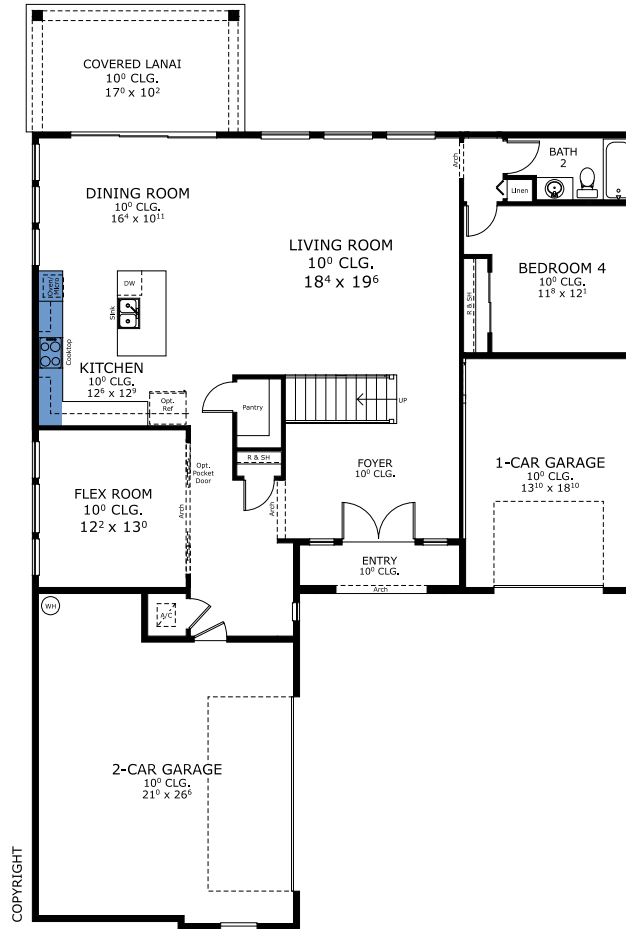 COVERED LANAI
10⁰ CLG.
17⁰ x 10²
DINING ROOM
10⁰ CLG.
16⁴ x 10¹¹
LIVING ROOM
10⁰ CLG.
18⁴ x 19⁶
Arch
BATH
2
Linen
BEDROOM 4
10⁰ CLG.
11⁸ x 12¹
R & SH
Oven/
Micro
DW
Sink
Cooktop
KITCHEN
10⁰ CLG.
12⁶ x 12⁹
Opt.
Ref
Pantry
UP
R & SH
Opt.
Pocket
Door
Arch
FLEX ROOM
10⁰ CLG.
12² x 13⁰
Arch
FOYER
10⁰ CLG.
1-CAR GARAGE
10⁰ CLG.
13¹⁰ x 18¹⁰
ENTRY
10⁰ CLG.
Arch
WH
A/C
2-CAR GARAGE
10⁰ CLG.
21⁰ x 26⁶
COPYRIGHT